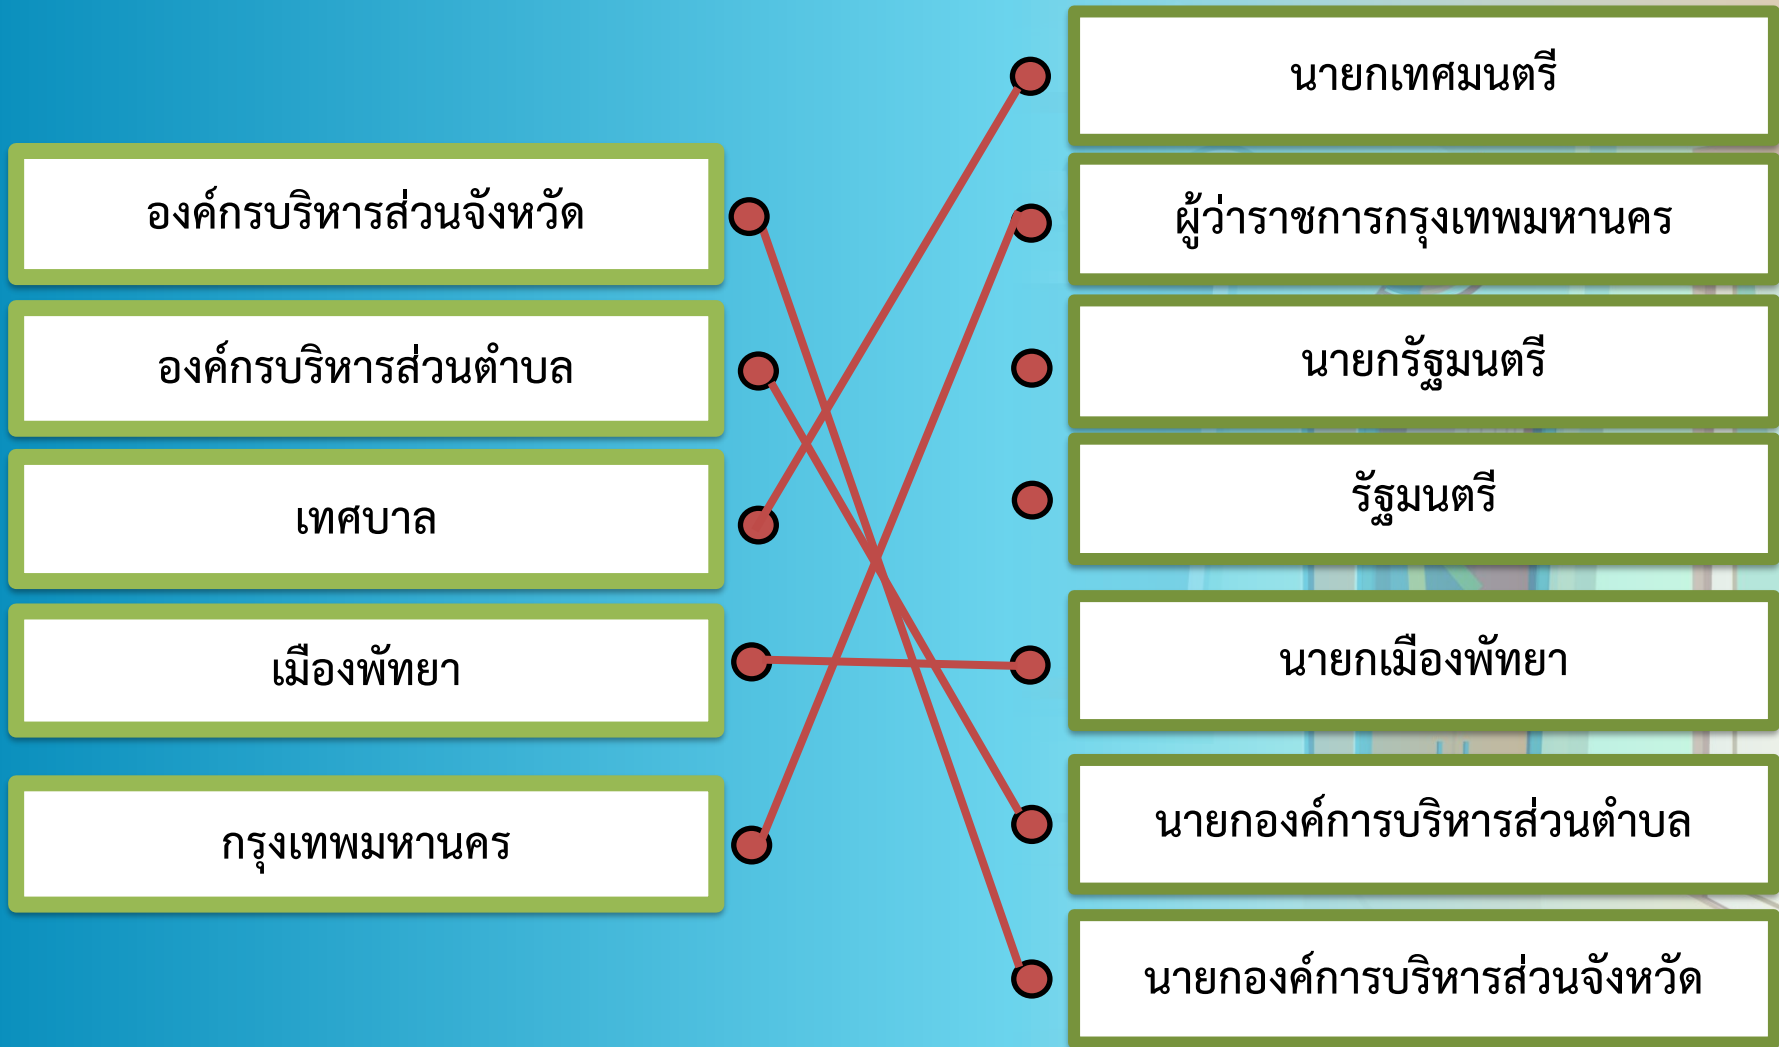 องค์กรบริหารส่วนจังหวัด
องค์กรบริหารส่วนตำบล
เทศบาล
เมืองพัทยา
กรุงเทพมหานคร
นายกเทศมนตรี
ผู้ว่าราชการกรุงเทพมหานคร
นายกรัฐมนตรี
รัฐมนตรี
นายกเมืองพัทยา
นายกองค์การบริหารส่วนตำบล
นายกองค์การบริหารส่วนจังหวัด